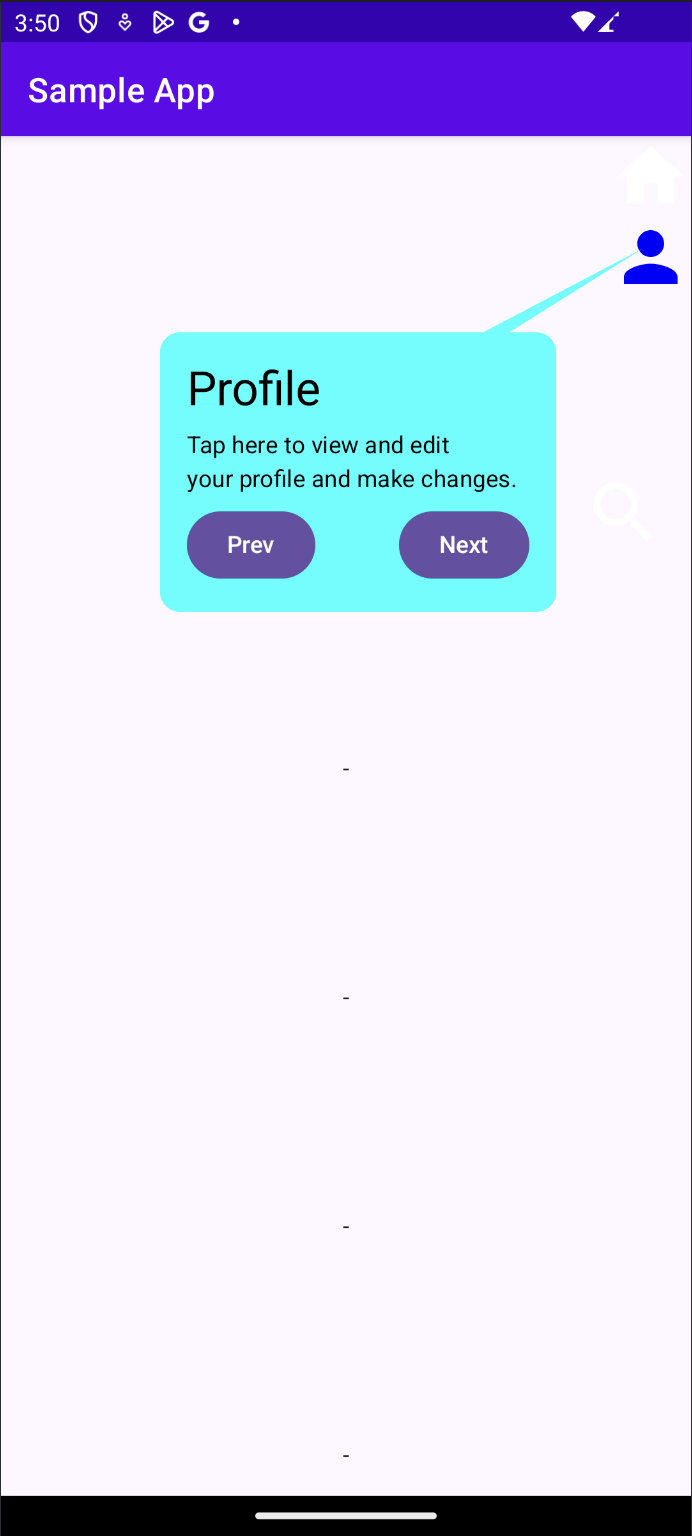 3:50
Sample App
Profile
Tap here to view and edit
your profile and make changes.
Prev Next
-
-
-
-